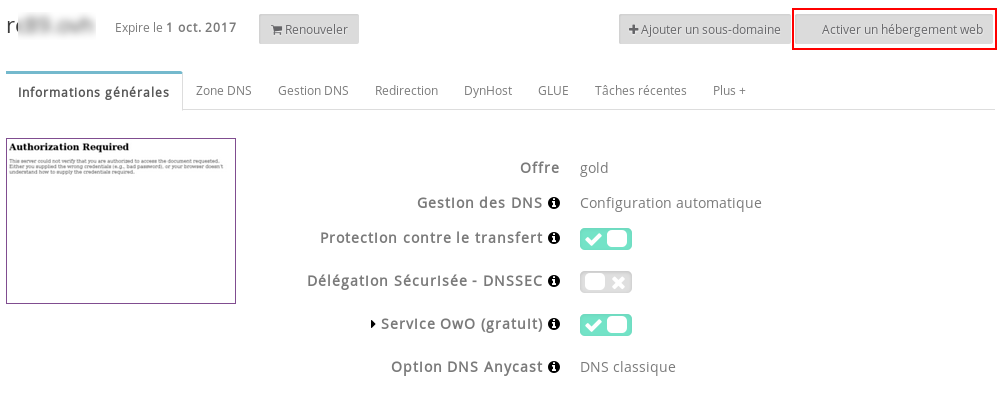 Expire le 1 oct. 2017
Renouveler
Ajouter un sous-domaine
Activer un hébergement web
Informations générales
Zone DNS
Gestion DNS
Redirection
DynHost
GLUE
Tâches récentes
Plus +
Authorization Required
This server could not verify that you are authorized to access the document requested.
Either you supplied the wrong credentials (e.g., bad password), or your browser doesn't
understand how to supply the credentials required.
Offre gold
Gestion des DNS Configuration automatique
Protection contre le transfert
Délégation Sécurisée - DNSSEC
Service OwO (gratuit)
Option DNS Anycast DNS classique